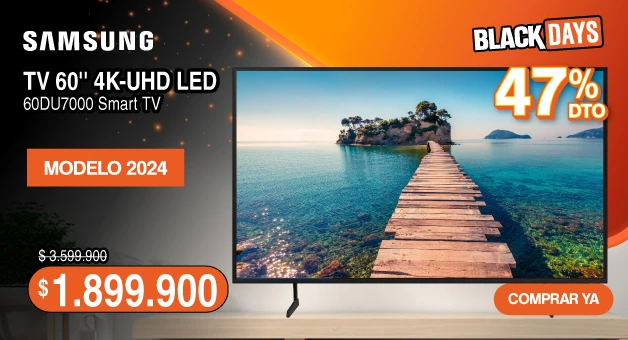 SAMSUNG
TV 60'' 4K-UHD LED
60DU7000 Smart TV
MODELO 2024
$ 3.599.900
$1.899.900
BLACK DAYS
47% DTO
COMPRAR YA